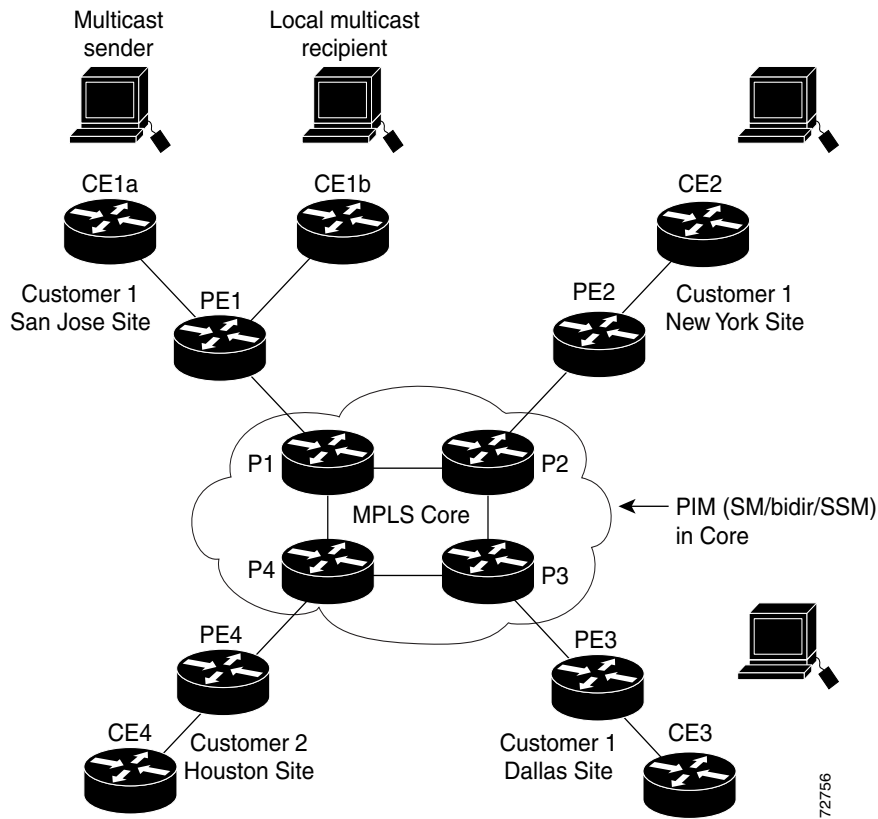 Multicast
sender
Local multicast
recipient
CE1a
CE1b
CE2
Customer 1
San Jose Site
PE1
PE2
Customer 1
New York Site
P1
P2
MPLS Core
PIM (SM/bidir/SSM)
in Core
P4
P3
PE4
PE3
CE4
Customer 2
Houston Site
Customer 1
Dallas Site
CE3
72756